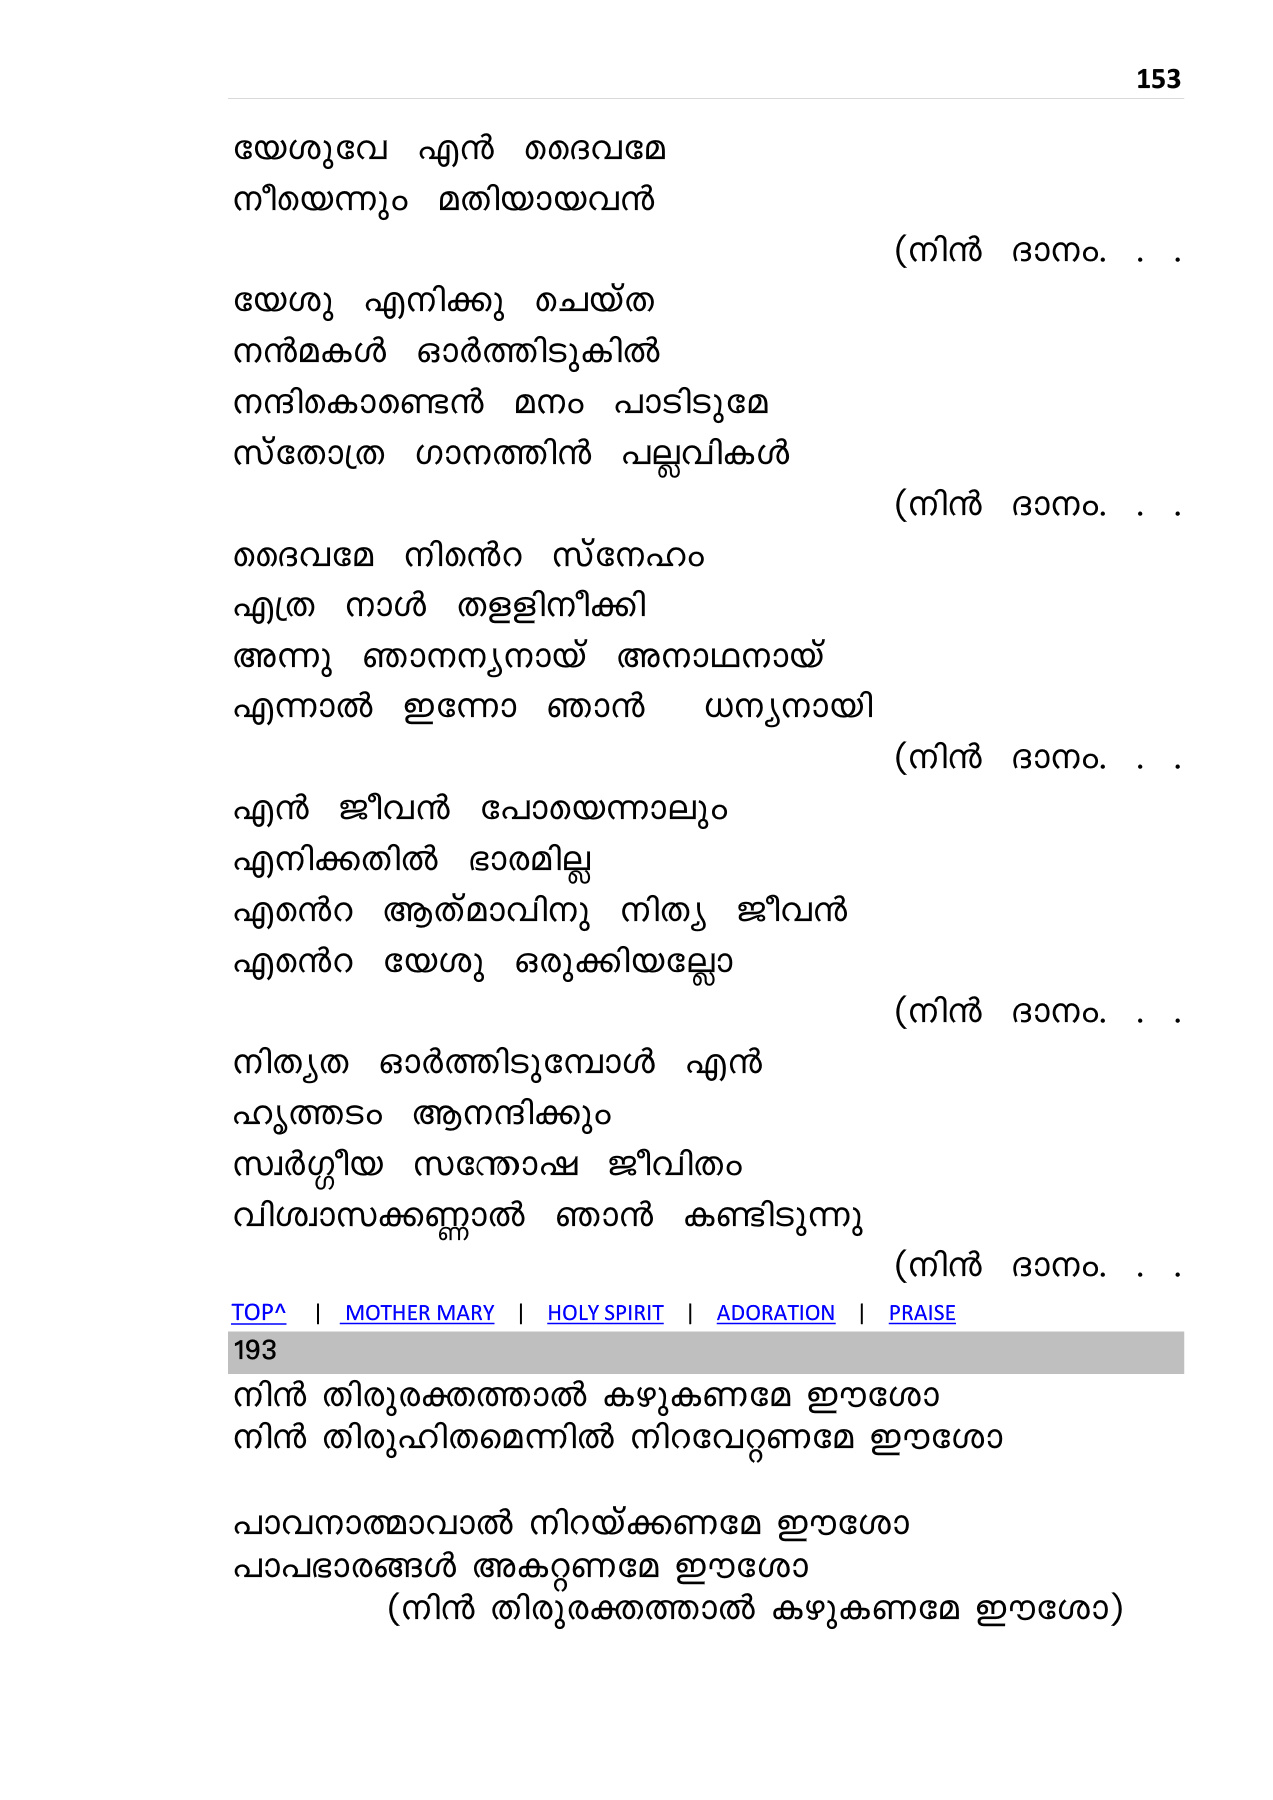 153
യേശുവേ എൻ ദൈവമേ
നീയെന്നും മതിയായവൻ
(നിൻ ദാനം. . .
യേശു എനിക്കു ചെയ്ത
നൻമകൾ ഓർത്തിടുകിൽ
നന്ദികൊണ്ടെൻ മനം പാടിടുമേ
സ്തോത്ര ഗാനത്തിൻ പല്ലവികൾ
(നിൻ ദാനം. . .
ദൈവമേ നിൻെറ സ്നേഹം
എത്ര നാൾ തളളിനീക്കി
അന്നു ഞാനന്യനായ് അനാഥനായ്
എന്നാൽ ഇന്നോ ഞാൻ ധന്യനായി
(നിൻ ദാനം. . .
എൻ ജീവൻ പോയെന്നാലും
എനിക്കതിൽ ഭാരമില്ല
എൻെറ ആത്‌മാവിനു നിത്യ ജീവൻ
എൻെറ യേശു ഒരുക്കിയല്ലോ
(നിൻ ദാനം. . .
നിത്യത ഓർത്തിടുമ്പോൾ എൻ
ഹൃത്തടം ആനന്ദിക്കും
സ്വർഗ്ഗീയ സന്തോഷ ജീവിതം
വിശ്വാസക്കണ്ണാൽ ഞാൻ കണ്ടിടുന്നു
(നിൻ ദാനം. . .
TOP^ | MOTHER MARY | HOLY SPIRIT | ADORATION | PRAISE
193
നിൻ തിരുരക്തത്താൽ കഴുകണമേ ഈശോ
നിൻ തിരുഹിതമെന്നിൽ നിറവേറ്റണമേ ഈശോ
പാവനാത്മാവാൽ നിറയ്ക്കണമേ ഈശോ
പാപഭാരങ്ങൾ അകറ്റണമേ ഈശോ
(നിൻ തിരുരക്തത്താൽ കഴുകണമേ ഈശോ)